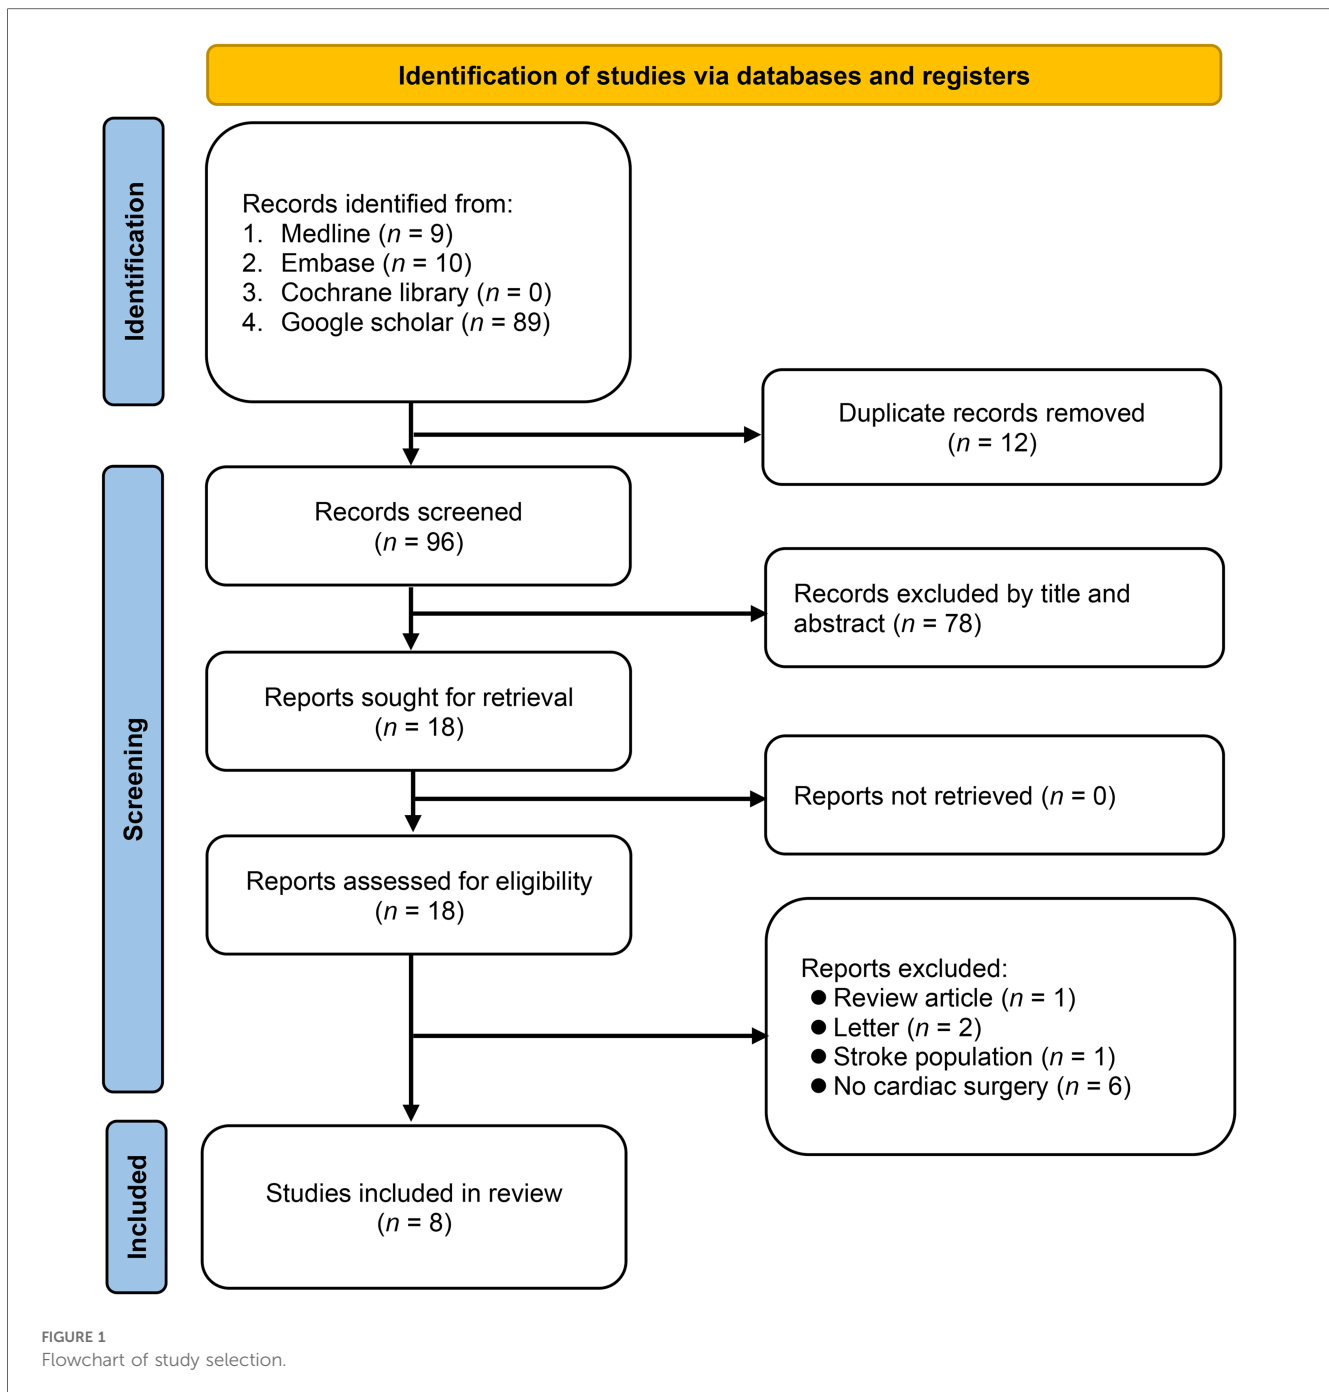 Identification of studies via databases and registers
Identification
Records identified from:
1. Medline (n = 9)
2. Embase (n = 10)
3. Cochrane library (n = 0)
4. Google scholar (n = 89)
Duplicate records removed
(n = 12)
Screening
Records screened
(n = 96)
Records excluded by title and
abstract (n = 78)
Reports sought for retrieval
(n = 18)
Reports not retrieved (n = 0)
Reports assessed for eligibility
(n = 18)
Reports excluded:
● Review article (n = 1)
● Letter (n = 2)
● Stroke population (n = 1)
● No cardiac surgery (n = 6)
Included
Studies included in review
(n = 8)
FIGURE 1
Flowchart of study selection.